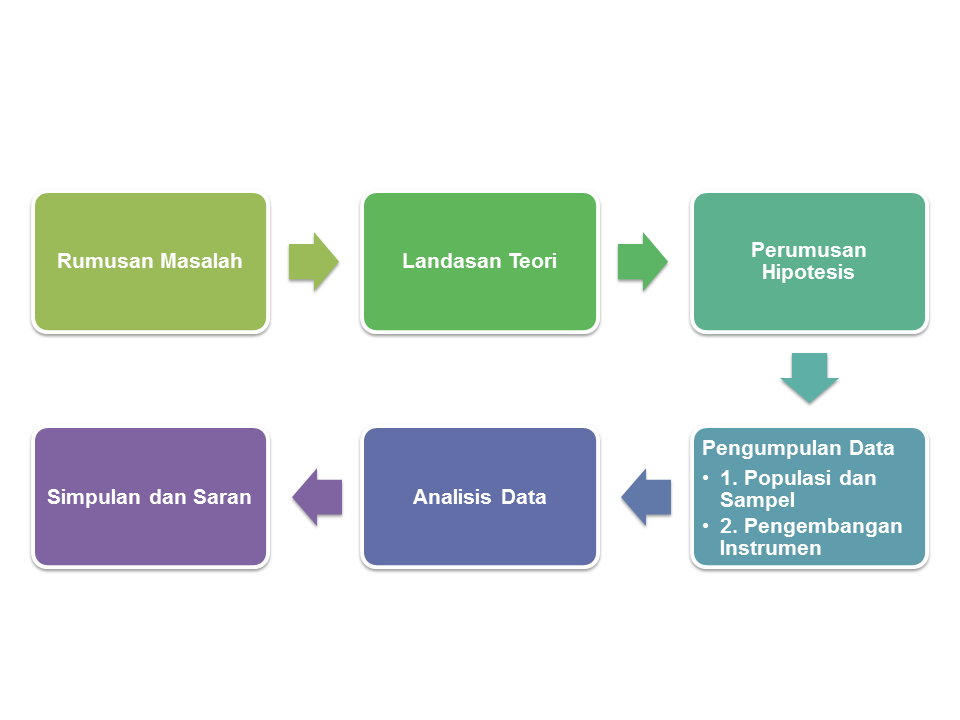 Rumusan Masalah
Landasan Teori
Perumusan
Hipotesis
Pengumpulan Data
• 1. Populasi dan
Sampel
• 2. Pengembangan
Instrumen
Analisis Data
Simpulan dan Saran